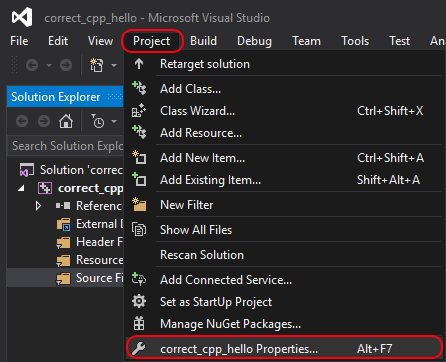 correct_cpp_hello - Microsoft Visual Studio
File Edit View Project Build Debug Team Tools Test An
Retarget solution
Solution Explorer
Add Class...
Class Wizard... Ctrl+Shift+X
Add Resource...
Search Solution Explo
Add New Item... Ctrl+Shift+A
Solution 'correc
Add Existing Item... Shift+Alt+A
correct_cpp
New Filter
Reference
External D
Show All Files
Header F
Rescan Solution
Resource
Source Fi
Add Connected Service...
Set as StartUp Project
Manage NuGet Packages...
correct_cpp_hello Properties... Alt+F7